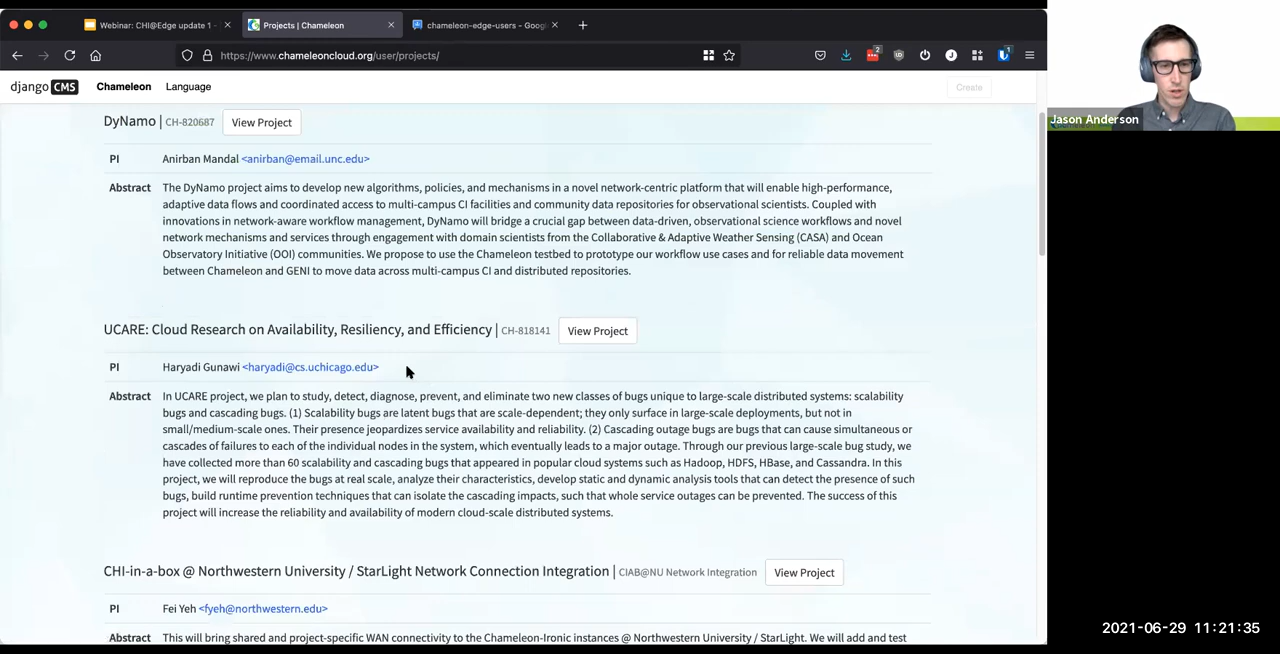 Webinar: CHI@Edge update 1 -
Projects | Chameleon
chameleon-edge-users - Goog
https://www.chameleoncloud.org/user/projects/
django CMS
Chameleon
Language
Create
DyNamo | CH-820687
View Project
PI
Anirban Mandal <anirban@email.unc.edu>
Abstract
The DyNamo project aims to develop new algorithms, policies, and mechanisms in a novel network-centric platform that will enable high-performance,
adaptive data flows and coordinated access to multi-campus CI facilities and community data repositories for observational scientists. Coupled with
innovations in network-aware workflow management, DyNamo will bridge a crucial gap between data-driven, observational science workflows and novel
network mechanisms and services through engagement with domain scientists from the Collaborative & Adaptive Weather Sensing (CASA) and Ocean
Observatory Initiative (OOI) communities. We propose to use the Chameleon testbed to prototype our workflow use cases and for reliable data movement
between Chameleon and GENI to move data across multi-campus CI and distributed repositories.
UCARE: Cloud Research on Availability, Resiliency, and Efficiency | CH-818141
View Project
PI
Haryadi Gunawi <haryadi@cs.uchicago.edu>
Abstract
In UCARE project, we plan to study, detect, diagnose, prevent, and eliminate two new classes of bugs unique to large-scale distributed systems: scalability
bugs and cascading bugs. (1) Scalability bugs are latent bugs that are scale-dependent; they only surface in large-scale deployments, but not in
small/medium-scale ones. Their presence jeopardizes service availability and reliability. (2) Cascading outage bugs are bugs that can cause simultaneous or
cascades of failures to each of the individual nodes in the system, which eventually leads to a major outage. Through our previous large-scale bug study, we
have collected more than 60 scalability and cascading bugs that appeared in popular cloud systems such as Hadoop, HDFS, HBase, and Cassandra. In this
project, we will reproduce the bugs at real scale, analyze their characteristics, develop static and dynamic analysis tools that can detect the presence of such
bugs, build runtime prevention techniques that can isolate the cascading impacts, such that whole service outages can be prevented. The success of this
project will increase the reliability and availability of modern cloud-scale distributed systems.
CHI-in-a-box @ Northwestern University / StarLight Network Connection Integration | CIAB@NU Network Integration
View Project
PI
Fei Yeh <fyeh@northwestern.edu>
Abstract
This will bring shared and project-specific WAN connectivity to the Chameleon-Ironic instances @ Northwestern University / StarLight. We will add and test
Jason Anderson
2021-06-29 11:21:35